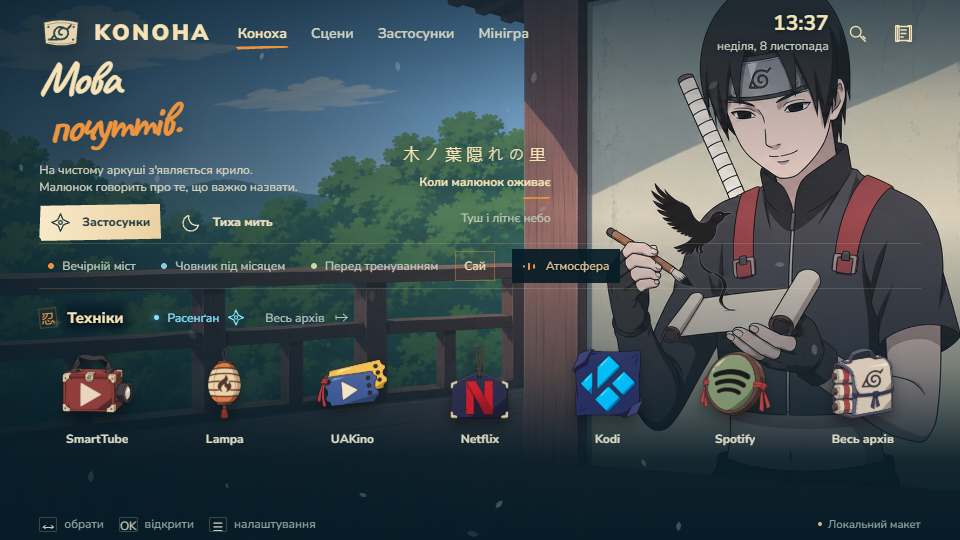 KONOHA
Коноха
Сцени
Застосунки
Мінігра
13:37
неділя, 8 листопада
Мова
почуттів.
木ノ葉隠れの里
На чистому аркуші з'являється крило.
Малюнок говорить про те, що важко назвати.
Коли малюнок оживає
Туш і літнє небо
Застосунки
Тиха мить
Вечірній міст
Човник під місяцем
Перед тренуванням
Сай
Атмосфера
忍
Техніки
Расенґан
Весь архів
N
SmartTube
Lampa
UAKino
Netflix
Kodi
Spotify
Весь архів
обрати
OK відкрити
налаштування
Локальний макет